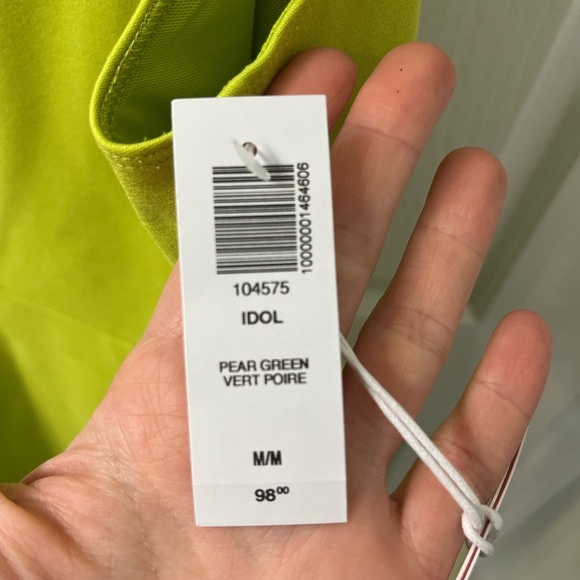 10000001464606
104575
IDOL
PEAR GREEN
VERT POIRE
M/M
98⁰⁰